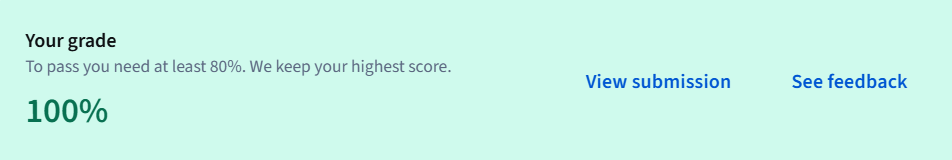 Your grade
To pass you need at least 80%. We keep your highest score.
100%
View submission
See feedback